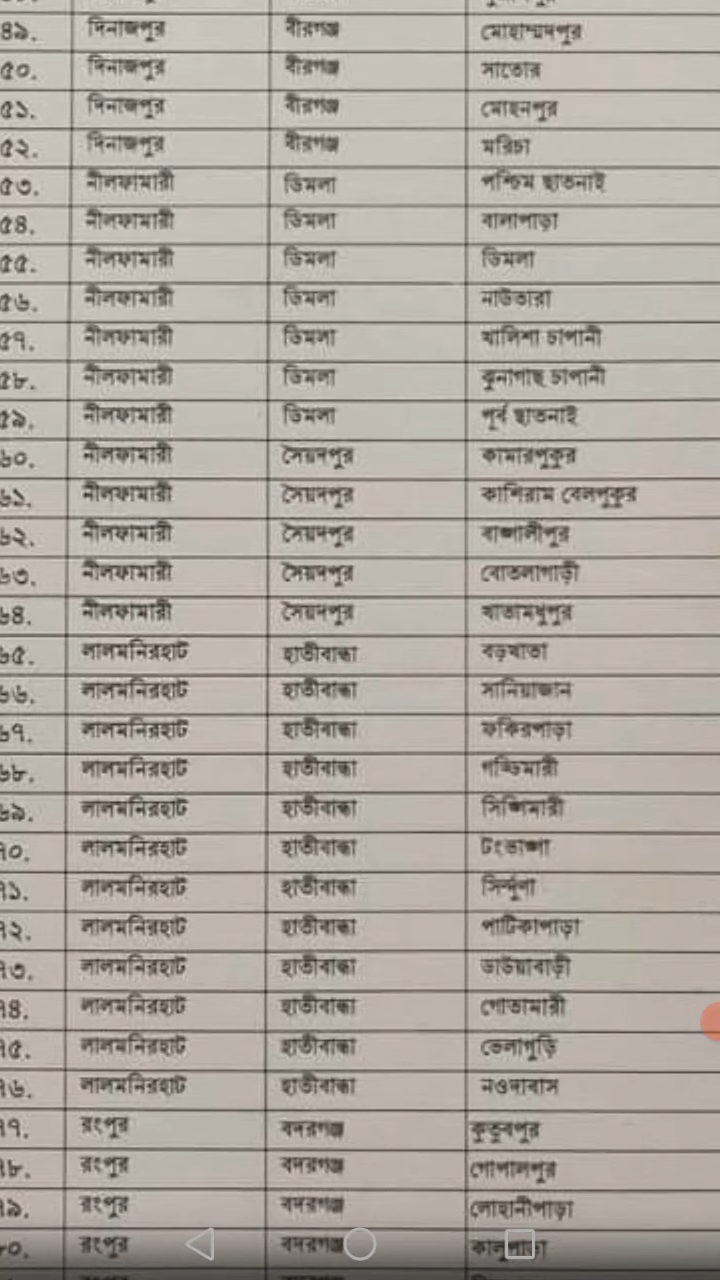 ৪৯. দিনাজপুর বীরগঞ্জ মোহাম্মদপুর
৫০. দিনাজপুর বীরগঞ্জ সাতোর
৫১. দিনাজপুর বীরগঞ্জ মোহনপুর
৫২. দিনাজপুর বীরগঞ্জ মরিচা
৫৩. নীলফামারী ডিমলা পশ্চিম ছাতনাই
৫৪. নীলফামারী ডিমলা বালাপাড়া
৫৫. নীলফামারী ডিমলা ডিমলা
৫৬. নীলফামারী ডিমলা নাউতারা
৫৭. নীলফামারী ডিমলা খালিশা চাপানী
৫৮. নীলফামারী ডিমলা ঝুনাগাছ চাপানী
৫৯. নীলফামারী ডিমলা পূর্ব ছাতনাই
৬০. নীলফামারী সৈয়দপুর কামারপুকুর
৬১. নীলফামারী সৈয়দপুর কাশিরাম বেলপুকুর
৬২. নীলফামারী সৈয়দপুর বাঙ্গালীপুর
৬৩. নীলফামারী সৈয়দপুর বোতলাগাড়ী
৬৪. নীলফামারী সৈয়দপুর খাতামধুপুর
৬৫. লালমনিরহাট হাতীবান্ধা বড়খাতা
৬৬. লালমনিরহাট হাতীবান্ধা সানিয়াজান
৬৭. লালমনিরহাট হাতীবান্ধা ফকিরপাড়া
৬৮. লালমনিরহাট হাতীবান্ধা গড্ডিমারী
৬৯. লালমনিরহাট হাতীবান্ধা সিঙ্গিমারী
৭০. লালমনিরহাট হাতীবান্ধা টংভাঙ্গা
৭১. লালমনিরহাট হাতীবান্ধা সির্ন্দুণা
৭২. লালমনিরহাট হাতীবান্ধা পাটিকাপাড়া
৭৩. লালমনিরহাট হাতীবান্ধা ডাউয়াবাড়ী
৭৪. লালমনিরহাট হাতীবান্ধা গোতামারী
৭৫. লালমনিরহাট হাতীবান্ধা ভেলাগুড়ি
৭৬. লালমনিরহাট হাতীবান্ধা নওদাবাস
৭৭. রংপুর বদরগঞ্জ কুতুবপুর
৭৮. রংপুর বদরগঞ্জ গোপালপুর
৭৯. রংপুর বদরগঞ্জ লোহানীপাড়া
৮০. রংপুর বদরগঞ্জ কালুপাড়া